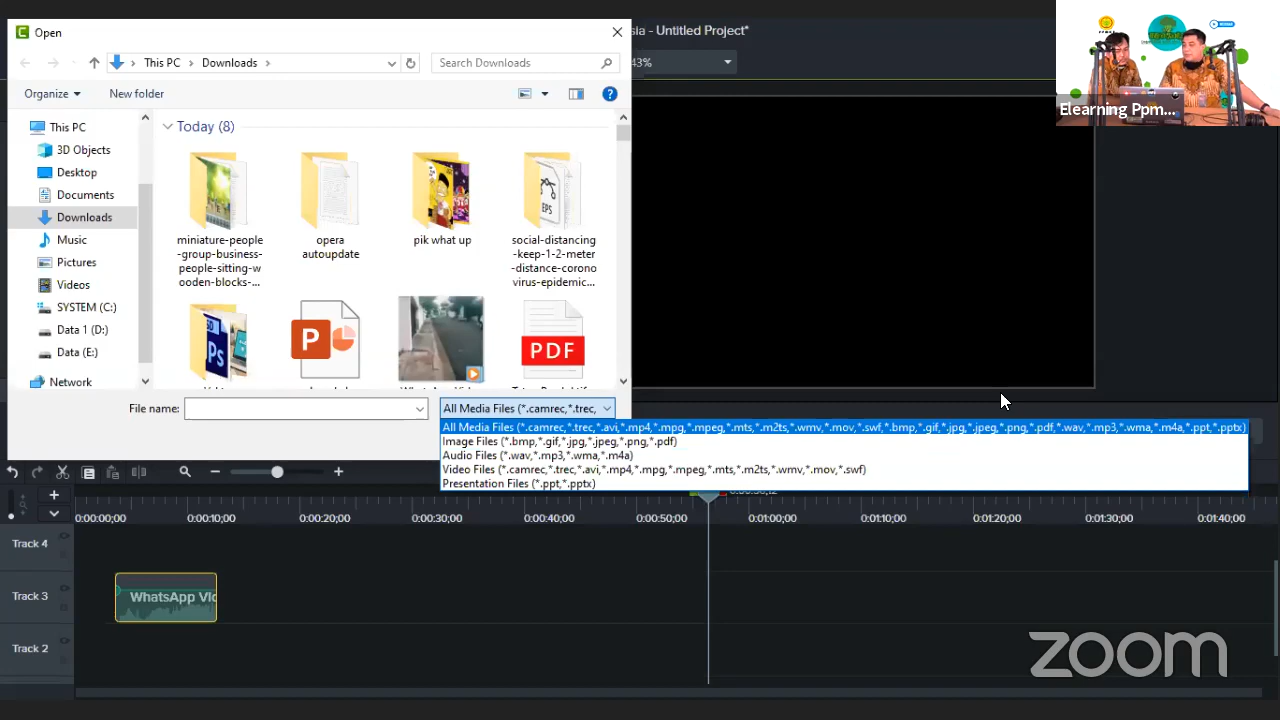 Open
sia - Untitled Project*
This PC
Downloads
Search Downloads
43%
Organize
New folder
Elearning Ppm...
This PC
3D Objects
Desktop
Documents
Downloads
Music
Pictures
Videos
SYSTEM (C:)
Data 1 (D:)
Data (E:)
Network
Today (8)
miniature-people
-group-business-
people-sitting-w
ooden-blocks-...
opera
autoupdate
pik what up
social-distancing
-keep-1-2-meter
-distance-corono
virus-epidemic...
EPS
Ps
P
PDF
File name:
All Media Files (*.camrec,*.trec,
All Media Files (*.camrec,*.trec,*.avi,*.mp4,*.mpg,*.mpeg,*.mts,*.m2ts,*.wmv,*.mov,*.swf,*.bmp,*.gif,*.jpg,*.jpeg,*.png,*.pdf,*.wav,*.mp3,*.wma,*.m4a,*.ppt,*.pptx)
Image Files (*.bmp,*.gif,*.jpg,*.jpeg,*.png,*.pdf)
Audio Files (*.wav,*.mp3,*.wma,*.m4a)
Video Files (*.camrec,*.trec,*.avi,*.mp4,*.mpg,*.mpeg,*.mts,*.m2ts,*.wmv,*.mov,*.swf)
Presentation Files (*.ppt,*.pptx)
0:00:00;00
0:00:10;00
0:00:20;00
0:00:30;00
0:00:40;00
0:00:50;00
0:01:00;00
0:01:10;00
0:01:20;00
0:01:30;00
0:01:40;00
Track 4
Track 3
WhatsApp Vid
Track 2
zoom